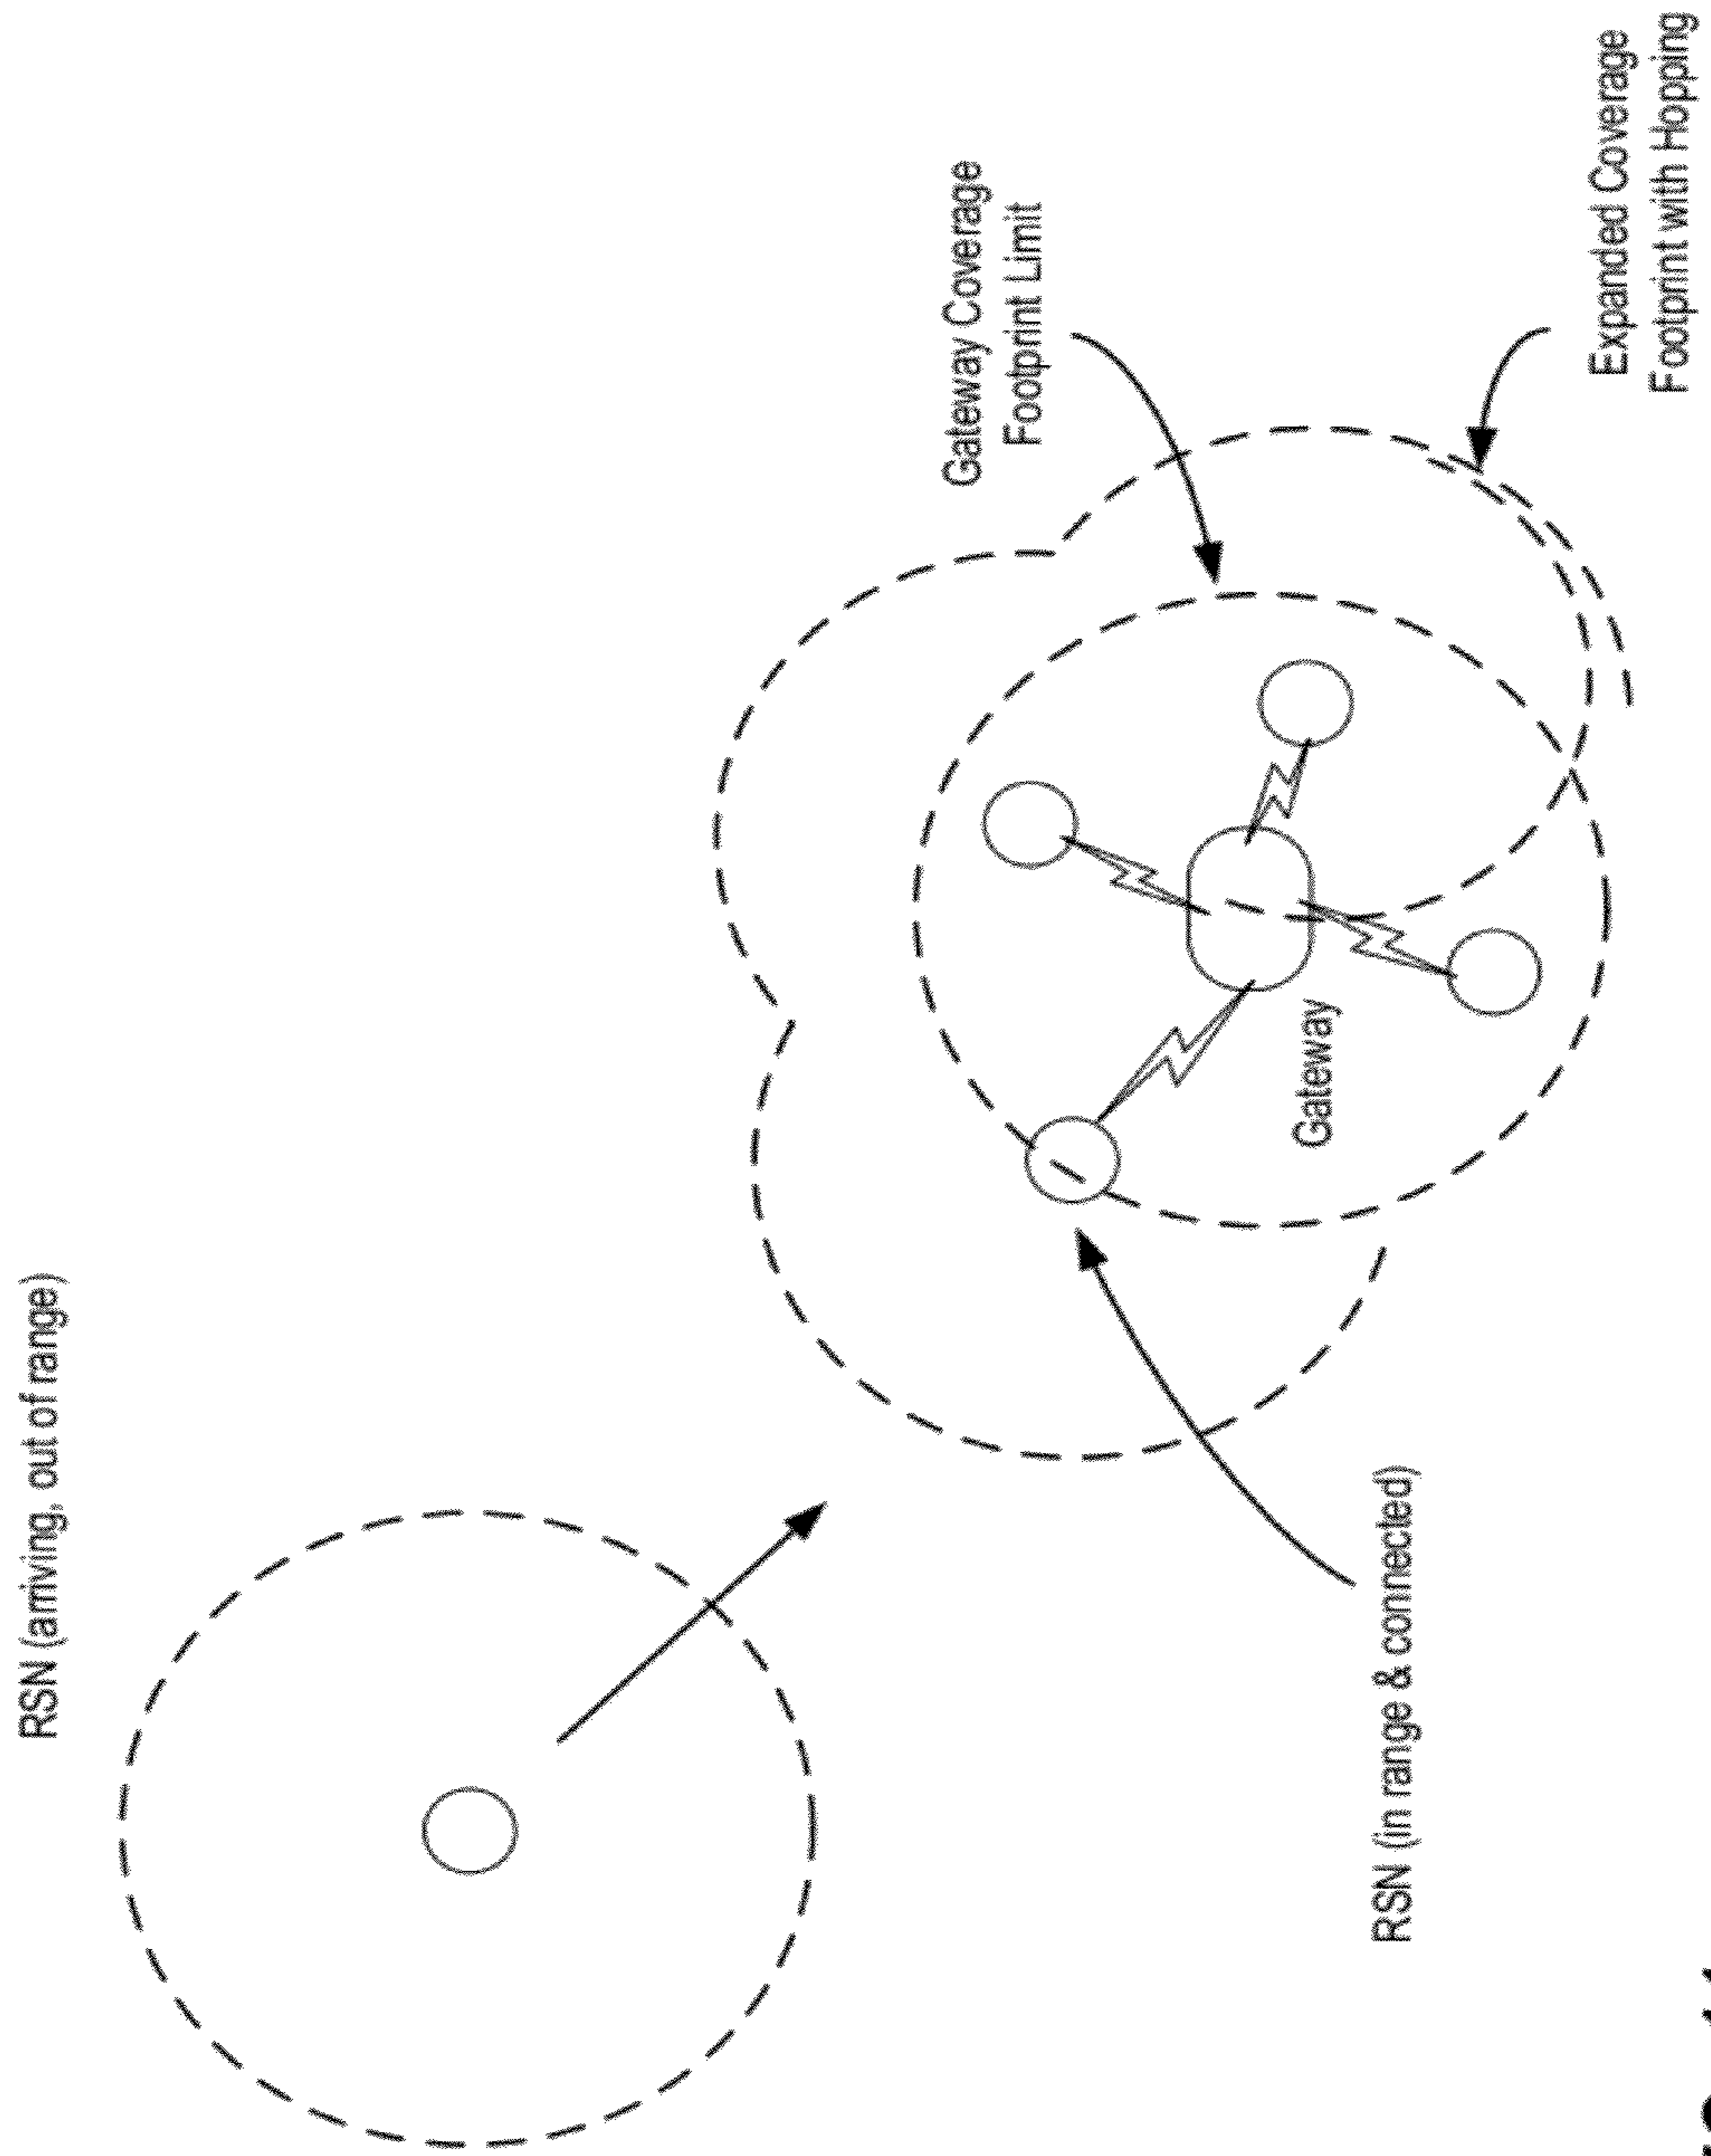 RSN (arriving, out of range)
Gateway Coverage
Footprint Limit
Expanded Coverage
Footprint with Hopping
Gateway
RSN (in range & connected)